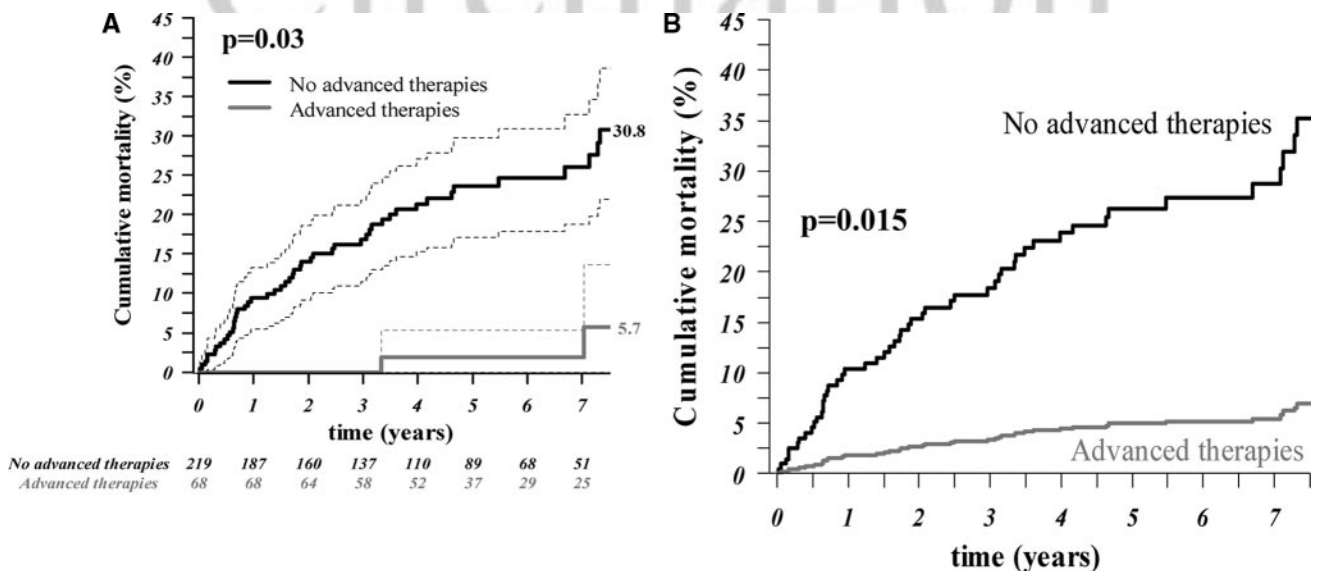 A
p=0.03
No advanced therapies
Advanced therapies
Cumulative mortality (%)
45
40
35
30
25
20
15
10
5
0
30.8
5.7
0 1 2 3 4 5 6 7
time (years)
No advanced therapies 219 187 160 137 110 89 68 51
Advanced therapies 68 68 64 58 52 37 29 25
B
Cumulative mortality (%)
45
40
35
30
25
20
15
10
5
0
No advanced therapies
p=0.015
Advanced therapies
0 1 2 3 4 5 6 7
time (years)